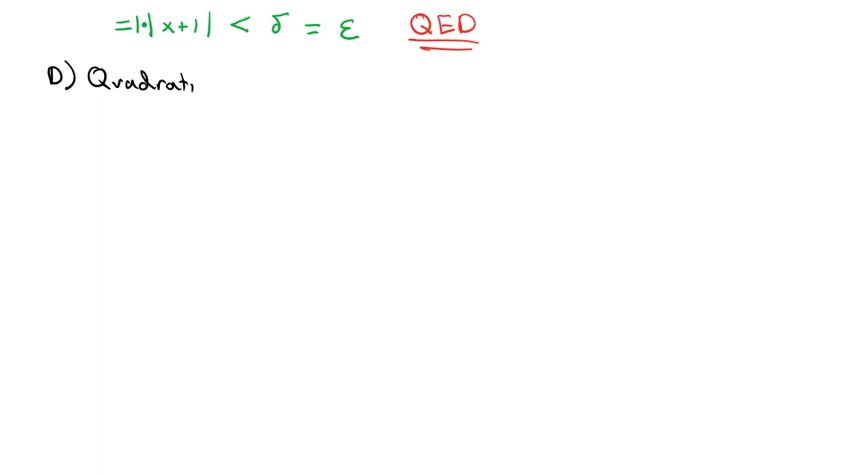 =1·|x+1| < δ = ε QED
D) Quadrati